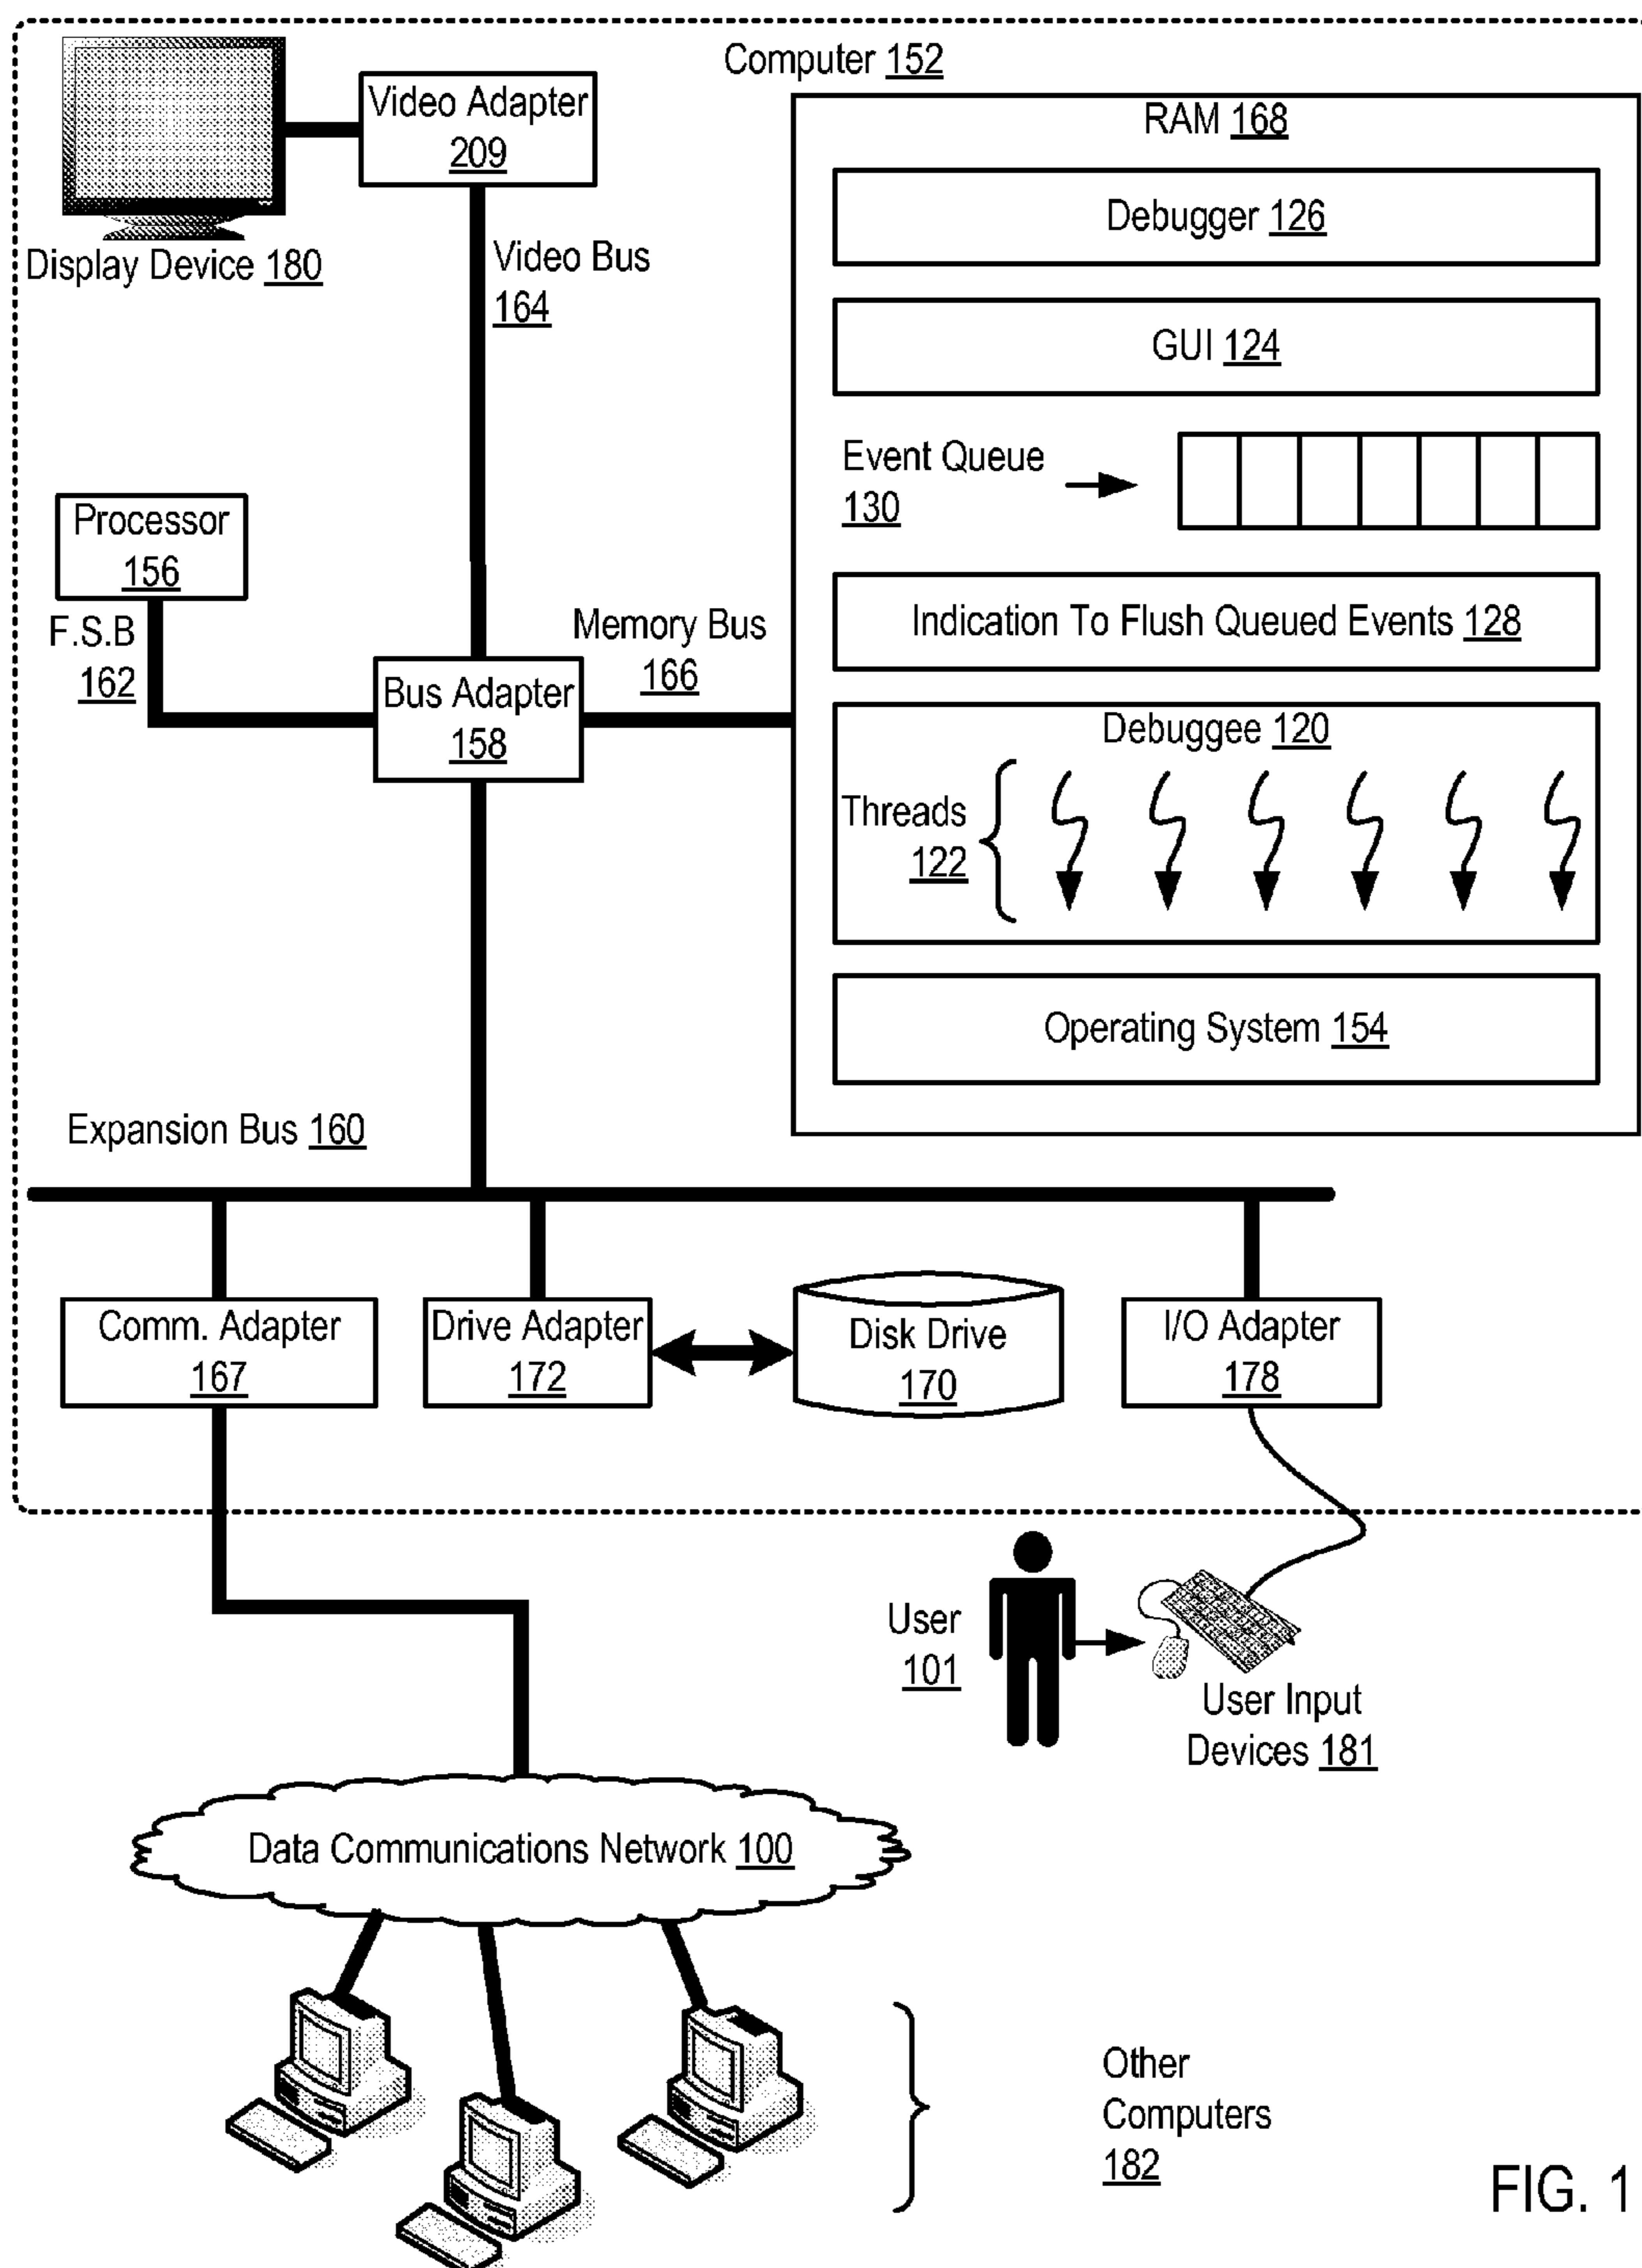 Computer 152
Video Adapter
209
Display Device 180
Video Bus
164
RAM 168
Debugger 126
GUI 124
Event Queue
130
Processor
156
F.S.B
162
Memory Bus
166
Bus Adapter
158
Indication To Flush Queued Events 128
Debuggee 120
Threads
122
Operating System 154
Expansion Bus 160
Comm. Adapter
167
Drive Adapter
172
Disk Drive
170
I/O Adapter
178
User
101
User Input
Devices 181
Data Communications Network 100
Other
Computers
182
FIG. 1